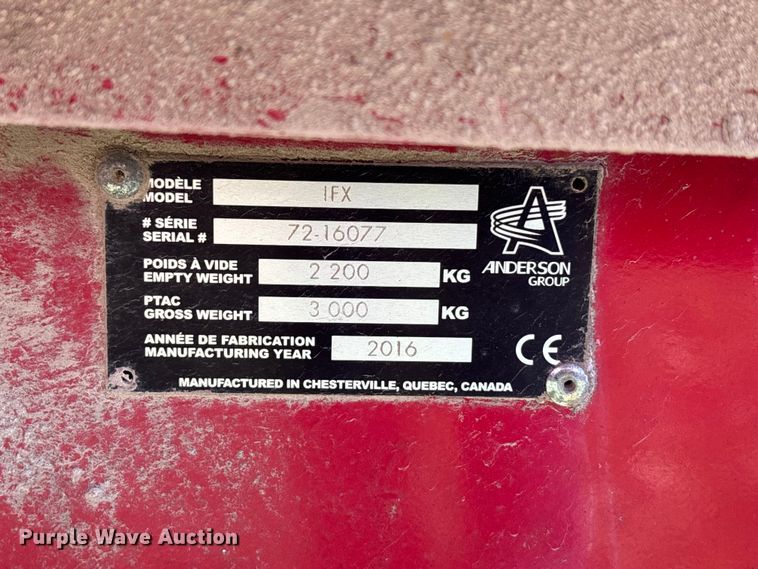 MODÈLE
MODEL
IFX
# SÉRIE
SERIAL #
72-16077
POIDS À VIDE
EMPTY WEIGHT
2 200 KG
PTAC
GROSS WEIGHT
3 000 KG
ANNÉE DE FABRICATION
MANUFACTURING YEAR
2016
ANDERSON
GROUP
CE
MANUFACTURED IN CHESTERVILLE, QUEBEC, CANADA
Purple Wave Auction®